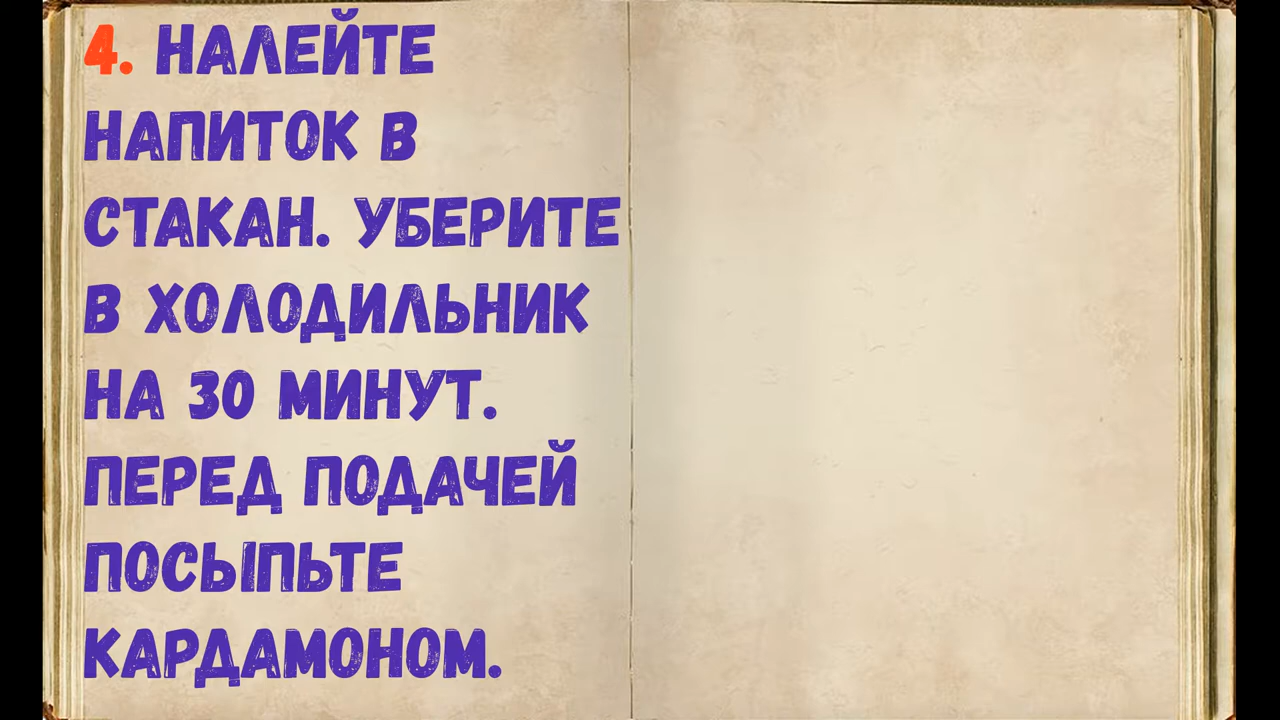 4. НАЛЕЙТЕ
НАПИТОК В
СТАКАН. УБЕРИТЕ
В ХОЛОДИЛЬНИК
НА 30 МИНУТ.
ПЕРЕД ПОДАЧЕЙ
ПОСЫПЬТЕ
КАРДАМОНОМ.